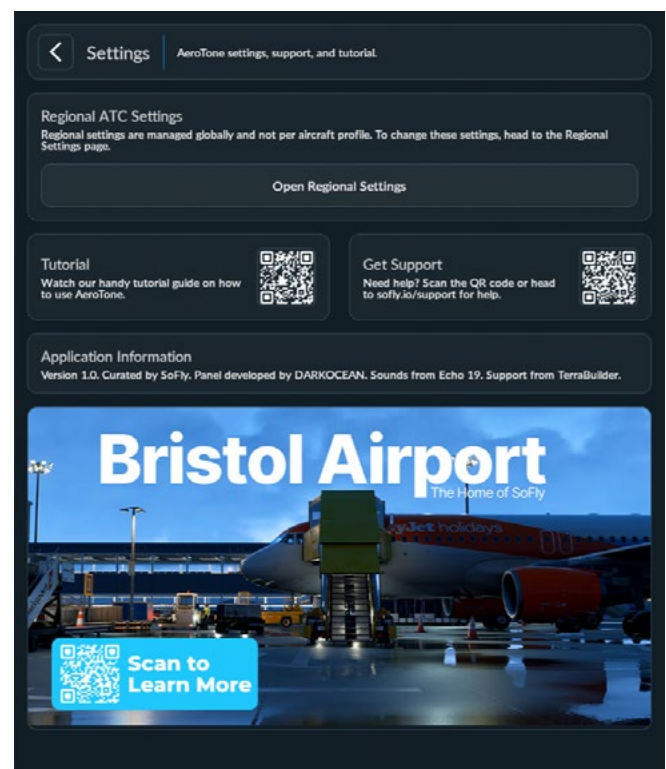 Settings
AeroTone settings, support, and tutorial.
Regional ATC Settings
Regional settings are managed globally and not per aircraft profile. To change these settings, head to the Regional
Settings page.
Open Regional Settings
Tutorial
Watch our handy tutorial guide on how
to use AeroTone.
Get Support
Need help? Scan the QR code or head
to sofly.io/support for help.
Application Information
Version 1.0. Curated by SoFly. Panel developed by DARKOCEAN. Sounds from Echo 19. Support from TerraBuilder.
Bristol Airport
The Home of SoFly
yJet holidays
Scan to
Learn More